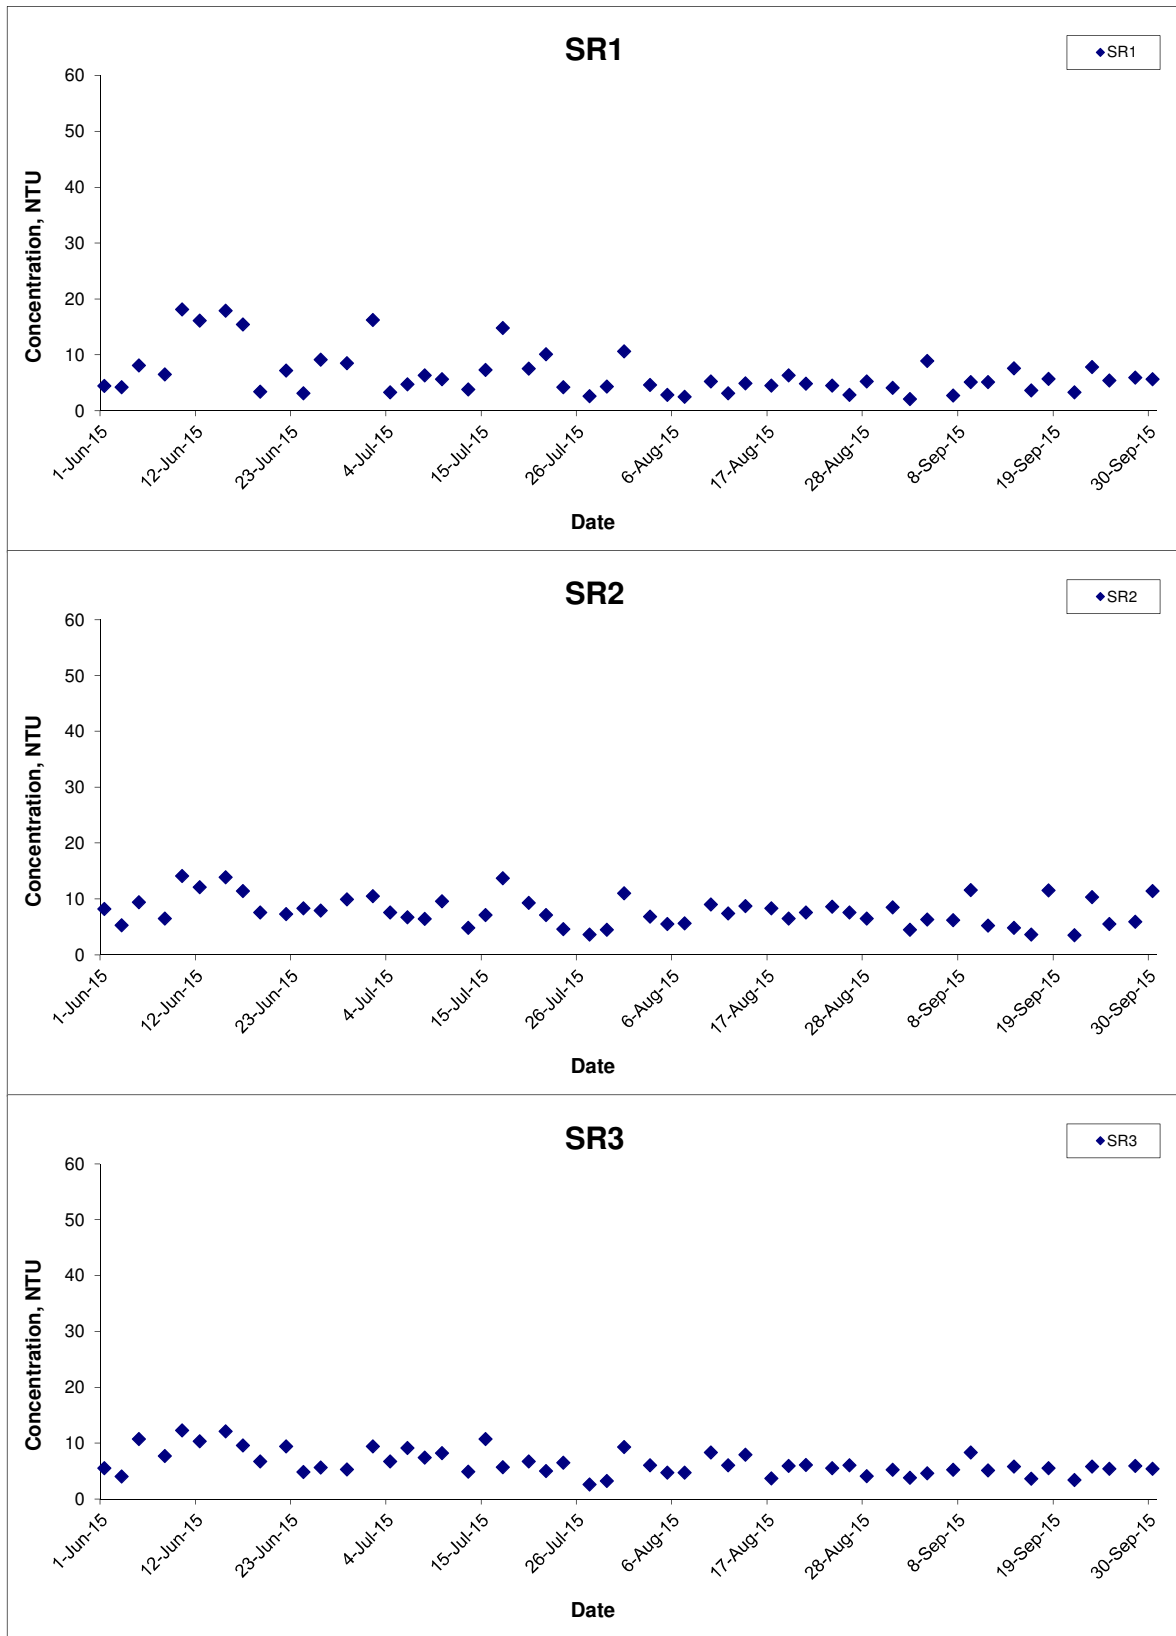 SR1
SR1
60
50
40
30
20
10
0
Concentration, NTU
1-Jun-15
12-Jun-15
23-Jun-15
4-Jul-15
15-Jul-15
26-Jul-15
6-Aug-15
17-Aug-15
28-Aug-15
8-Sep-15
19-Sep-15
30-Sep-15
Date
SR2
SR2
60
50
40
30
20
10
0
Concentration, NTU
1-Jun-15
12-Jun-15
23-Jun-15
4-Jul-15
15-Jul-15
26-Jul-15
6-Aug-15
17-Aug-15
28-Aug-15
8-Sep-15
19-Sep-15
30-Sep-15
Date
SR3
SR3
60
50
40
30
20
10
0
Concentration, NTU
1-Jun-15
12-Jun-15
23-Jun-15
4-Jul-15
15-Jul-15
26-Jul-15
6-Aug-15
17-Aug-15
28-Aug-15
8-Sep-15
19-Sep-15
30-Sep-15
Date